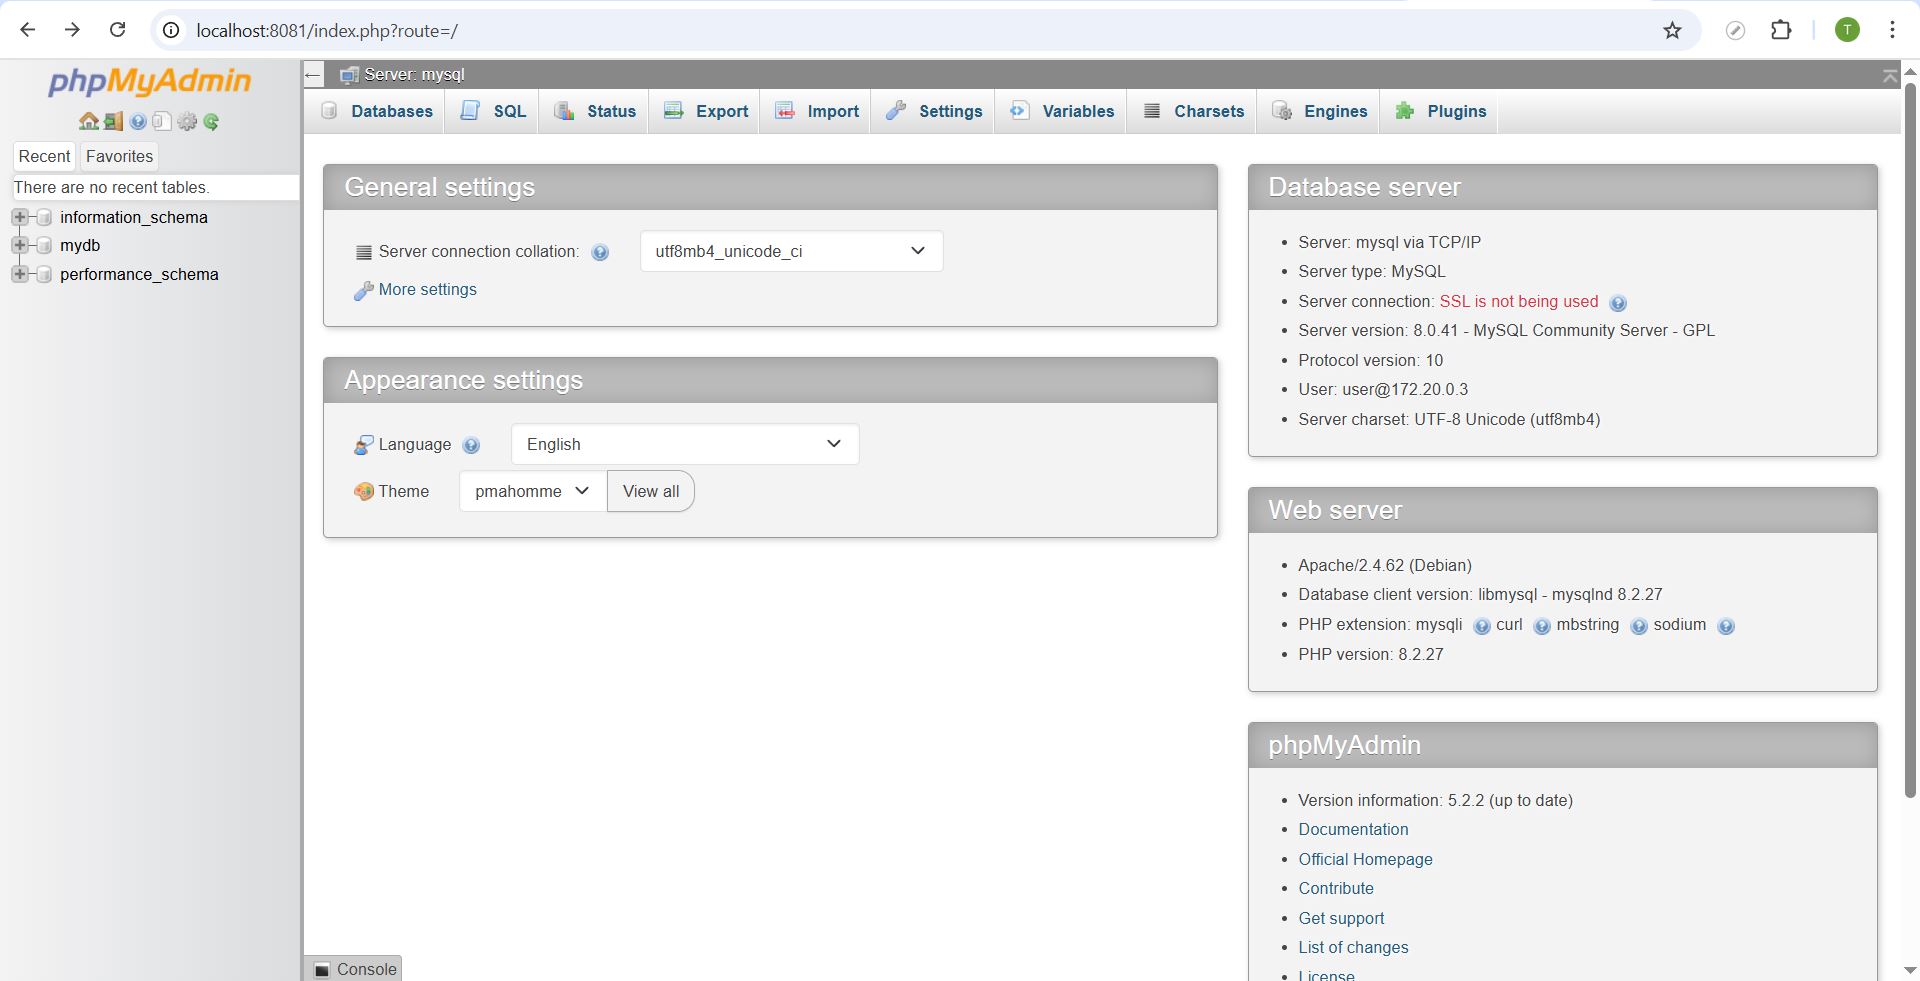 localhost:8081/index.php?route=/
T
phpMyAdmin
Recent Favorites
There are no recent tables.
information_schema
mydb
performance_schema
Server: mysql
Databases SQL Status Export Import Settings Variables Charsets Engines Plugins
General settings
Server connection collation: utf8mb4_unicode_ci
More settings
Appearance settings
Language English
Theme pmahomme View all
Database server
Server: mysql via TCP/IP
Server type: MySQL
Server connection: SSL is not being used
Server version: 8.0.41 - MySQL Community Server - GPL
Protocol version: 10
User: user@172.20.0.3
Server charset: UTF-8 Unicode (utf8mb4)
Web server
Apache/2.4.62 (Debian)
Database client version: libmysql - mysqlnd 8.2.27
PHP extension: mysqli curl mbstring sodium
PHP version: 8.2.27
phpMyAdmin
Version information: 5.2.2 (up to date)
Documentation
Official Homepage
Contribute
Get support
List of changes
License
Console